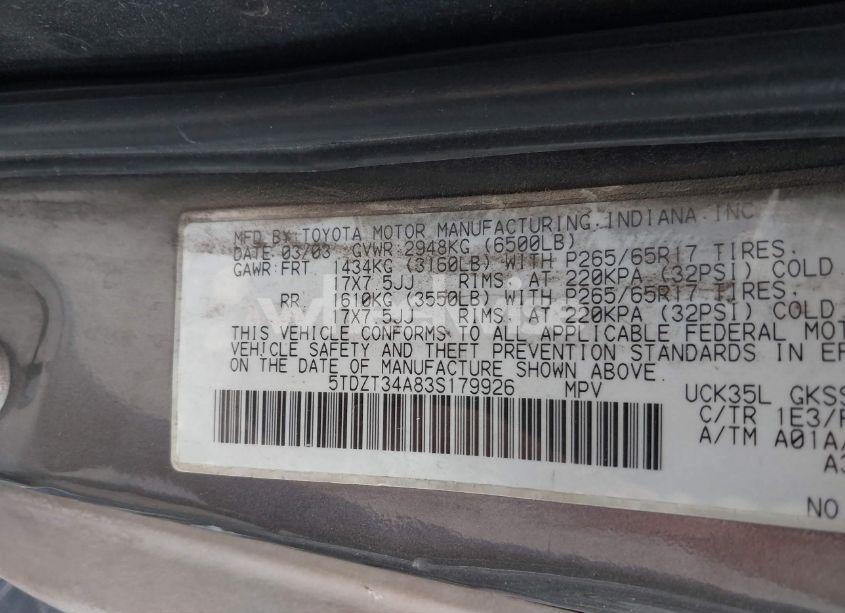 MFD BY: TOYOTA MOTOR MANUFACTURING, INDIANA INC
DATE: 03/03 GVWR: 2948KG (6500LB)
GAWR: FRT 1434KG (3160LB) WITH P265/65R17 TIRES.
17X7.5JJ RIMS, AT 220KPA (32PSI) COLD
RR 1610KG (3550LB) WITH P265/65R17 TIRES.
17X7.5JJ RIMS, AT 220KPA (32PSI) COLD
THIS VEHICLE CONFORMS TO ALL APPLICABLE FEDERAL MOT
VEHICLE SAFETY AND THEFT PREVENTION STANDARDS IN EF
ON THE DATE OF MANUFACTURE SHOWN ABOVE.
5TDZT34A83S179926 MPV UCK35L GKSS
C/TR 1E3/F
A/TM A01A/
A3
NO